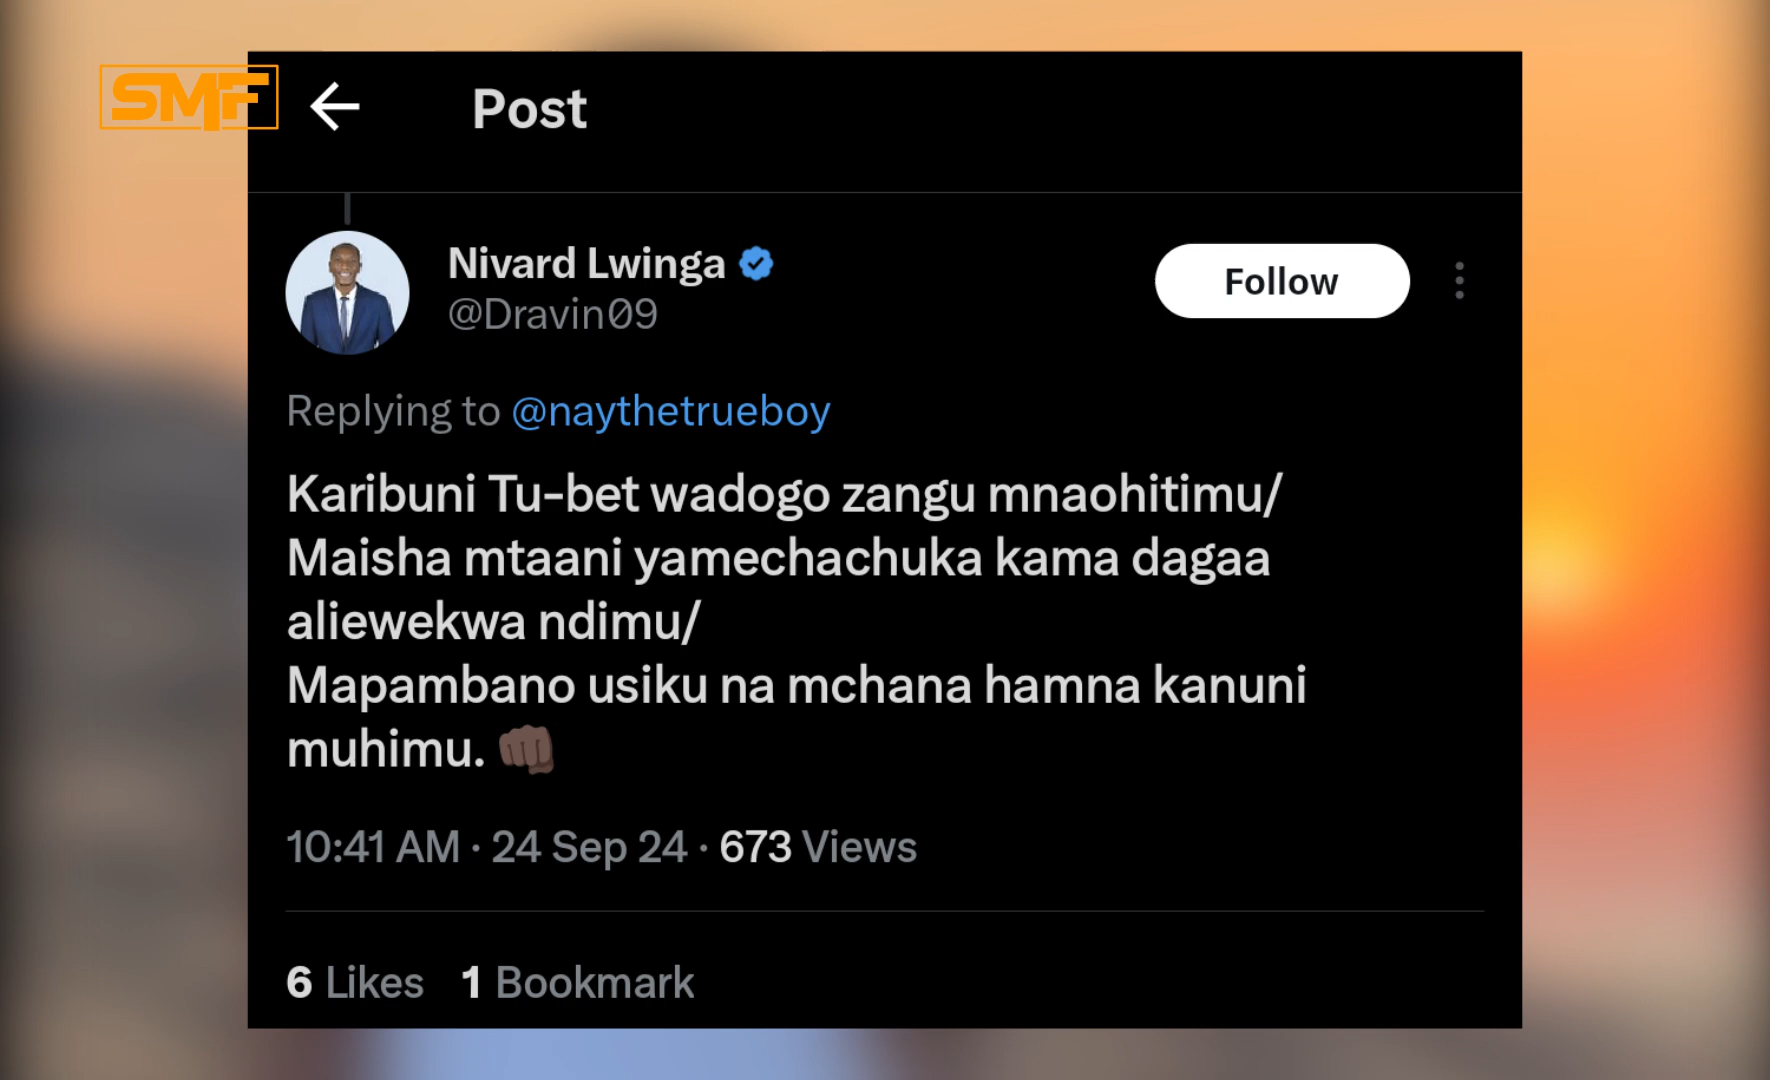 SMF
Post
Nivard Lwinga
@Dravin09
Follow
Replying to @naythetrueboy
Karibuni Tu-bet wadogo zangu mnaohitimu/
Maisha mtaani yamechachuka kama dagaa
aliewekwa ndimu/
Mapambano usiku na mchana hamna kanuni
muhimu. 👊🏿
10:41 AM · 24 Sep 24 · 673 Views
6 Likes 1 Bookmark